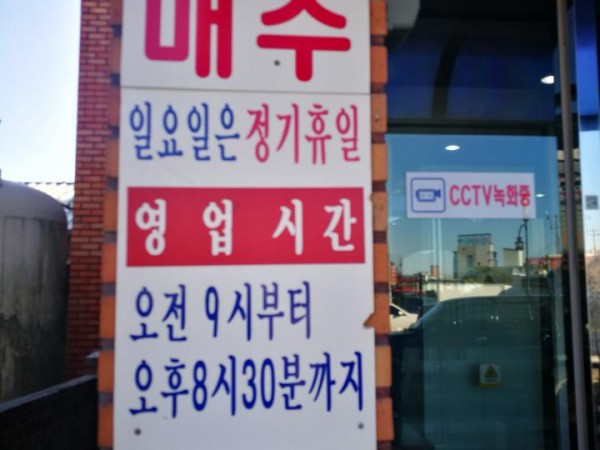 매수
일요일은 정기휴일
영업시간
오전 9시부터
오후8시30분까지
CCTV녹화중